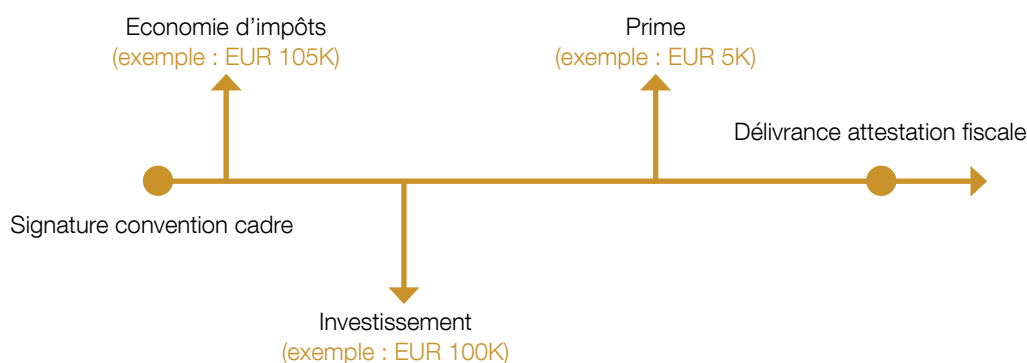 Economie d’impôts
(exemple : EUR 105K)
Prime
(exemple : EUR 5K)
Délivrance attestation fiscale
Signature convention cadre
Investissement
(exemple : EUR 100K)